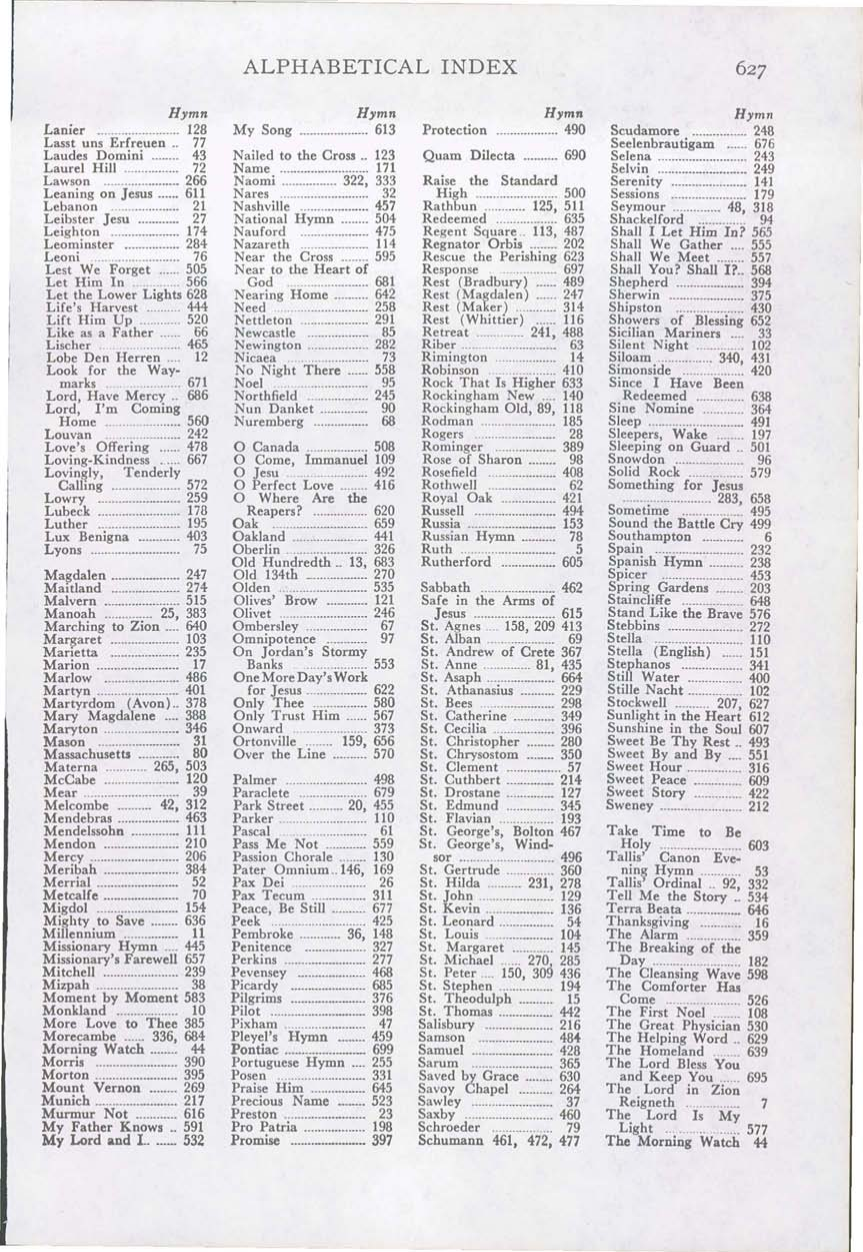 ALPHABETICAL INDEX 627
Hymn
Lanier ........ 128
Lasst uns Erfreuen .. 77
Laudes Domini ........ 43
Laurel Hill ........ 72
Lawson ........ 266
Leaning on Jesus ...... 611
Lebanon ........ 21
Leibster Jesu ........ 27
Leighton ........ 174
Leominster ........ 284
Leoni ........ 76
Lest We Forget ...... 505
Let Him In ........ 566
Let the Lower Lights 628
Life's Harvest ........ 444
Lift Him Up ........ 520
Like as a Father ...... 66
Lischer ........ 465
Lobe Den Herren .... 12
Look for the Way-
marks ........ 671
Lord, Have Mercy .. 686
Lord, I'm Coming
Home ........ 560
Louvan ........ 242
Love's Offering ...... 478
Loving-Kindness ...... 667
Lovingly, Tenderly
Calling ........ 572
Lowry ........ 259
Lubeck ........ 178
Luther ........ 195
Lux Benigna ........ 403
Lyons ........ 75
Magdalen ........ 247
Maitland ........ 274
Malvern ........ 515
Manoah ........ 25, 383
Marching to Zion .... 640
Margaret ........ 103
Marietta ........ 235
Marion ........ 17
Marlow ........ 486
Martyn ........ 401
Martyrdom (Avon).. 378
Mary Magdalene .... 388
Maryton ........ 346
Mason ........ 31
Massachusetts ........ 80
Materna ........ 265, 503
McCabe ........ 120
Mear ........ 39
Melcombe ........ 42, 312
Mendebras ........ 463
Mendelssohn ........ 111
Mendon ........ 210
Mercy ........ 206
Meribah ........ 384
Merrial ........ 52
Metcalfe ........ 70
Migdol ........ 154
Mighty to Save ........ 636
Millennium ........ 11
Missionary Hymn .... 445
Missionary's Farewell 657
Mitchell ........ 239
Mizpah ........ 38
Moment by Moment 583
Monkland ........ 10
More Love to Thee 385
Morecambe ...... 336, 684
Morning Watch ........ 44
Morris ........ 390
Morton ........ 395
Mount Vernon ........ 269
Munich ........ 217
Murmur Not ........ 616
My Father Knows .. 591
My Lord and I.. ...... 532
Hymn
My Song ........ 613
Nailed to the Cross .. 123
Name ........ 171
Naomi ........ 322, 333
Nares ........ 32
Nashville ........ 457
National Hymn ........ 504
Nauford ........ 475
Nazareth ........ 114
Near the Cross ........ 595
Near to the Heart of
God ........ 681
Nearing Home ........ 642
Need ........ 258
Nettleton ........ 291
Newcastle ........ 85
Newington ........ 282
Nicaea ........ 73
No Night There ...... 558
Noel ........ 95
Northfield ........ 245
Nun Danket ........ 90
Nuremberg ........ 68
O Canada ........ 508
O Come, Immanuel 109
O Jesu ........ 492
O Perfect Love ........ 416
O Where Are the
Reapers? ........ 620
Oak ........ 659
Oakland ........ 441
Oberlin ........ 326
Old Hundredth .. 13, 683
Old 134th ........ 270
Olden ........ 535
Olives' Brow ........ 121
Olivet ........ 246
Ombersley ........ 67
Omnipotence ........ 97
On Jordan's Stormy
Banks ........ 553
One More Day's Work
for Jesus ........ 622
Only Thee ........ 580
Only Trust Him ...... 567
Onward ........ 373
Ortonville ........ 159, 656
Over the Line ........ 570
Palmer ........ 498
Paraclete ........ 679
Park Street ........ 20, 455
Parker ........ 110
Pascal ........ 61
Pass Me Not ........ 559
Passion Chorale ........ 130
Pater Omnium.. 146, 169
Pax Dei ........ 26
Pax Tecum ........ 311
Peace, Be Still ........ 677
Peek ........ 425
Pembroke ........ 36, 148
Penitence ........ 327
Perkins ........ 277
Pevensey ........ 468
Picardy ........ 685
Pilgrims ........ 376
Pilot ........ 398
Pixham ........ 47
Pleyel's Hymn ........ 459
Pontiac ........ 699
Portuguese Hymn .... 255
Posen ........ 331
Praise Him ........ 645
Precious Name ........ 523
Preston ........ 23
Pro Patria ........ 198
Promise ........ 397
Hymn
Protection ........ 490
Quam Dilecta ........ 690
Raise the Standard
High ........ 500
Rathbun ........ 125, 511
Redeemed ........ 635
Regent Square.. 113, 487
Regnator Orbis ........ 202
Rescue the Perishing 623
Response ........ 697
Rest (Bradbury) ...... 489
Rest (Magdalen) ...... 247
Rest (Maker) ........ 314
Rest (Whittier) ...... 116
Retreat ........ 241, 488
Riber ........ 63
Rimington ........ 14
Robinson ........ 410
Rock That Is Higher 633
Rockingham New .... 140
Rockingham Old, 89, 118
Rodman ........ 185
Rogers ........ 28
Rominger ........ 389
Rose of Sharon ........ 98
Rosefield ........ 408
Rothwell ........ 62
Royal Oak ........ 421
Russell ........ 494
Russia ........ 153
Russian Hymn ........ 78
Ruth ........ 5
Rutherford ........ 605
Sabbath ........ 462
Safe in the Arms of
Jesus ........ 615
St. Agnes .... 158, 209 413
St. Alban ........ 69
St. Andrew of Crete 367
St. Anne ........ 81, 435
St. Asaph ........ 664
St. Athanasius ........ 229
St. Bees ........ 298
St. Catherine ........ 349
St. Cecilia ........ 396
St. Christopher ........ 280
St. Chrysostom ........ 350
St. Clement ........ 57
St. Cuthbert ........ 214
St. Drostane ........ 127
St. Edmund ........ 345
St. Flavian ........ 193
St. George's, Bolton 467
St. George's, Wind-
sor ........ 496
St. Gertrude ........ 360
St. Hilda ........ 231, 278
St. John ........ 129
St. Kevin ........ 136
St. Leonard ........ 54
St. Louis ........ 104
St. Margaret ........ 145
St. Michael ...... 270, 285
St. Peter .... 150, 309 436
St. Stephen ........ 194
St. Theodulph ........ 15
St. Thomas ........ 442
Salisbury ........ 216
Samson ........ 484
Samuel ........ 428
Sarum ........ 365
Saved by Grace ........ 630
Savoy Chapel ........ 264
Sawley ........ 37
Saxby ........ 460
Schroeder ........ 79
Schumann 461, 472, 477
Hymn
Scudamore ........ 248
Seelenbrautigam ...... 676
Selena ........ 243
Selvin ........ 249
Serenity ........ 141
Sessions ........ 179
Seymour ........ 48, 318
Shackelford ........ 94
Shall I Let Him In? 565
Shall We Gather .... 555
Shall We Meet ........ 557
Shall You? Shall I?.. 568
Shepherd ........ 394
Sherwin ........ 375
Shipston ........ 430
Showers of Blessing 652
Sicilian Mariners .... 33
Silent Night ........ 102
Siloam ........ 340, 431
Simonside ........ 420
Since I Have Been
Redeemed ........ 638
Sine Nomine ........ 364
Sleep ........ 491
Sleepers, Wake ........ 197
Sleeping on Guard .. 501
Snowdon ........ 96
Solid Rock ........ 579
Something for Jesus
........ 283, 658
Sometime ........ 495
Sound the Battle Cry 499
Southampton ........ 6
Spain ........ 232
Spanish Hymn ........ 238
Spicer ........ 453
Spring Gardens ........ 203
Staincliffe ........ 648
Stand Like the Brave 576
Stebbins ........ 272
Stella ........ 110
Stella (English) ...... 151
Stephanos ........ 341
Still Water ........ 400
Stille Nacht ........ 102
Stockwell ........ 207, 627
Sunlight in the Heart 612
Sunshine in the Soul 607
Sweet Be Thy Rest .. 493
Sweet By and By .... 551
Sweet Hour ........ 316
Sweet Peace ........ 609
Sweet Story ........ 422
Sweney ........ 212
Take Time to Be
Holy ........ 603
Tallis' Canon Eve-
ning Hymn ........ 53
Tallis' Ordinal .. 92, 332
Tell Me the Story .. 534
Terra Beata ........ 646
Thanksgiving ........ 16
The Alarm ........ 359
The Breaking of the
Day ........ 182
The Cleansing Wave 598
The Comforter Has
Come ........ 526
The First Noel ........ 108
The Great Physician 530
The Helping Word .. 629
The Homeland ........ 639
The Lord Bless You
and Keep You ...... 695
The Lord in Zion
Reigneth ........ 7
The Lord Is My
Light ........ 577
The Morning Watch 44